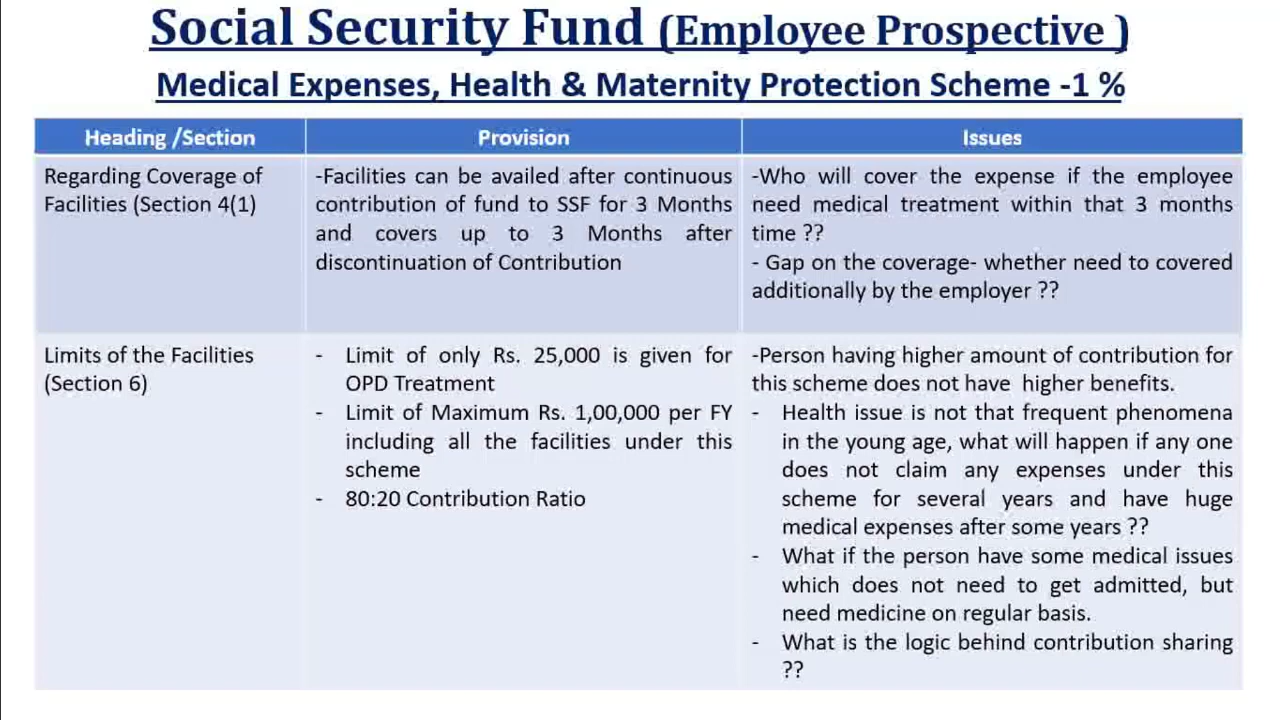 Social Security Fund (Employee Prospective )
Medical Expenses, Health & Maternity Protection Scheme -1 %
Heading /Section
Provision
Issues
Regarding Coverage of
Facilities (Section 4(1)
-Facilities can be availed after continuous
contribution of fund to SSF for 3 Months
and covers up to 3 Months after
discontinuation of Contribution
-Who will cover the expense if the employee
need medical treatment within that 3 months
time ??
- Gap on the coverage- whether need to covered
additionally by the employer ??
Limits of the Facilities
(Section 6)
- Limit of only Rs. 25,000 is given for
OPD Treatment
- Limit of Maximum Rs. 1,00,000 per FY
including all the facilities under this
scheme
- 80:20 Contribution Ratio
-Person having higher amount of contribution for
this scheme does not have higher benefits.
- Health issue is not that frequent phenomena
in the young age, what will happen if any one
does not claim any expenses under this
scheme for several years and have huge
medical expenses after some years ??
- What if the person have some medical issues
which does not need to get admitted, but
need medicine on regular basis.
- What is the logic behind contribution sharing
??